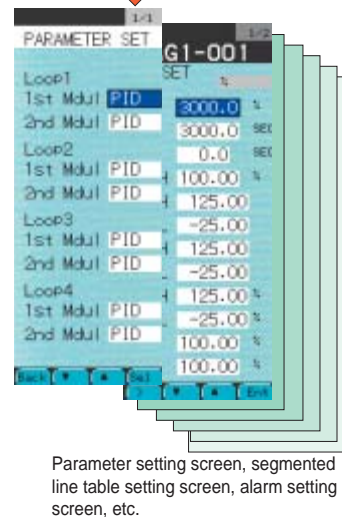 1/1
PARAMETER SET
Loop1
1st Mdul PID
2nd Mdul PID
Loop2
1st Mdul PID
2nd Mdul PID
Loop3
1st Mdul PID
2nd Mdul PID
Loop4
1st Mdul PID
2nd Mdul PID
Back ▼ ▲ Sel
1/2
G1-001
SET %
3000.0 %
3000.0 SEC
0.0 SEC
100.00 %
125.00
-25.00
125.00
-25.00
125.00 %
-25.00 %
100.00 %
100.00 %
> ▼ ▲ Ent
Parameter setting screen, segmented
line table setting screen, alarm setting
screen, etc.